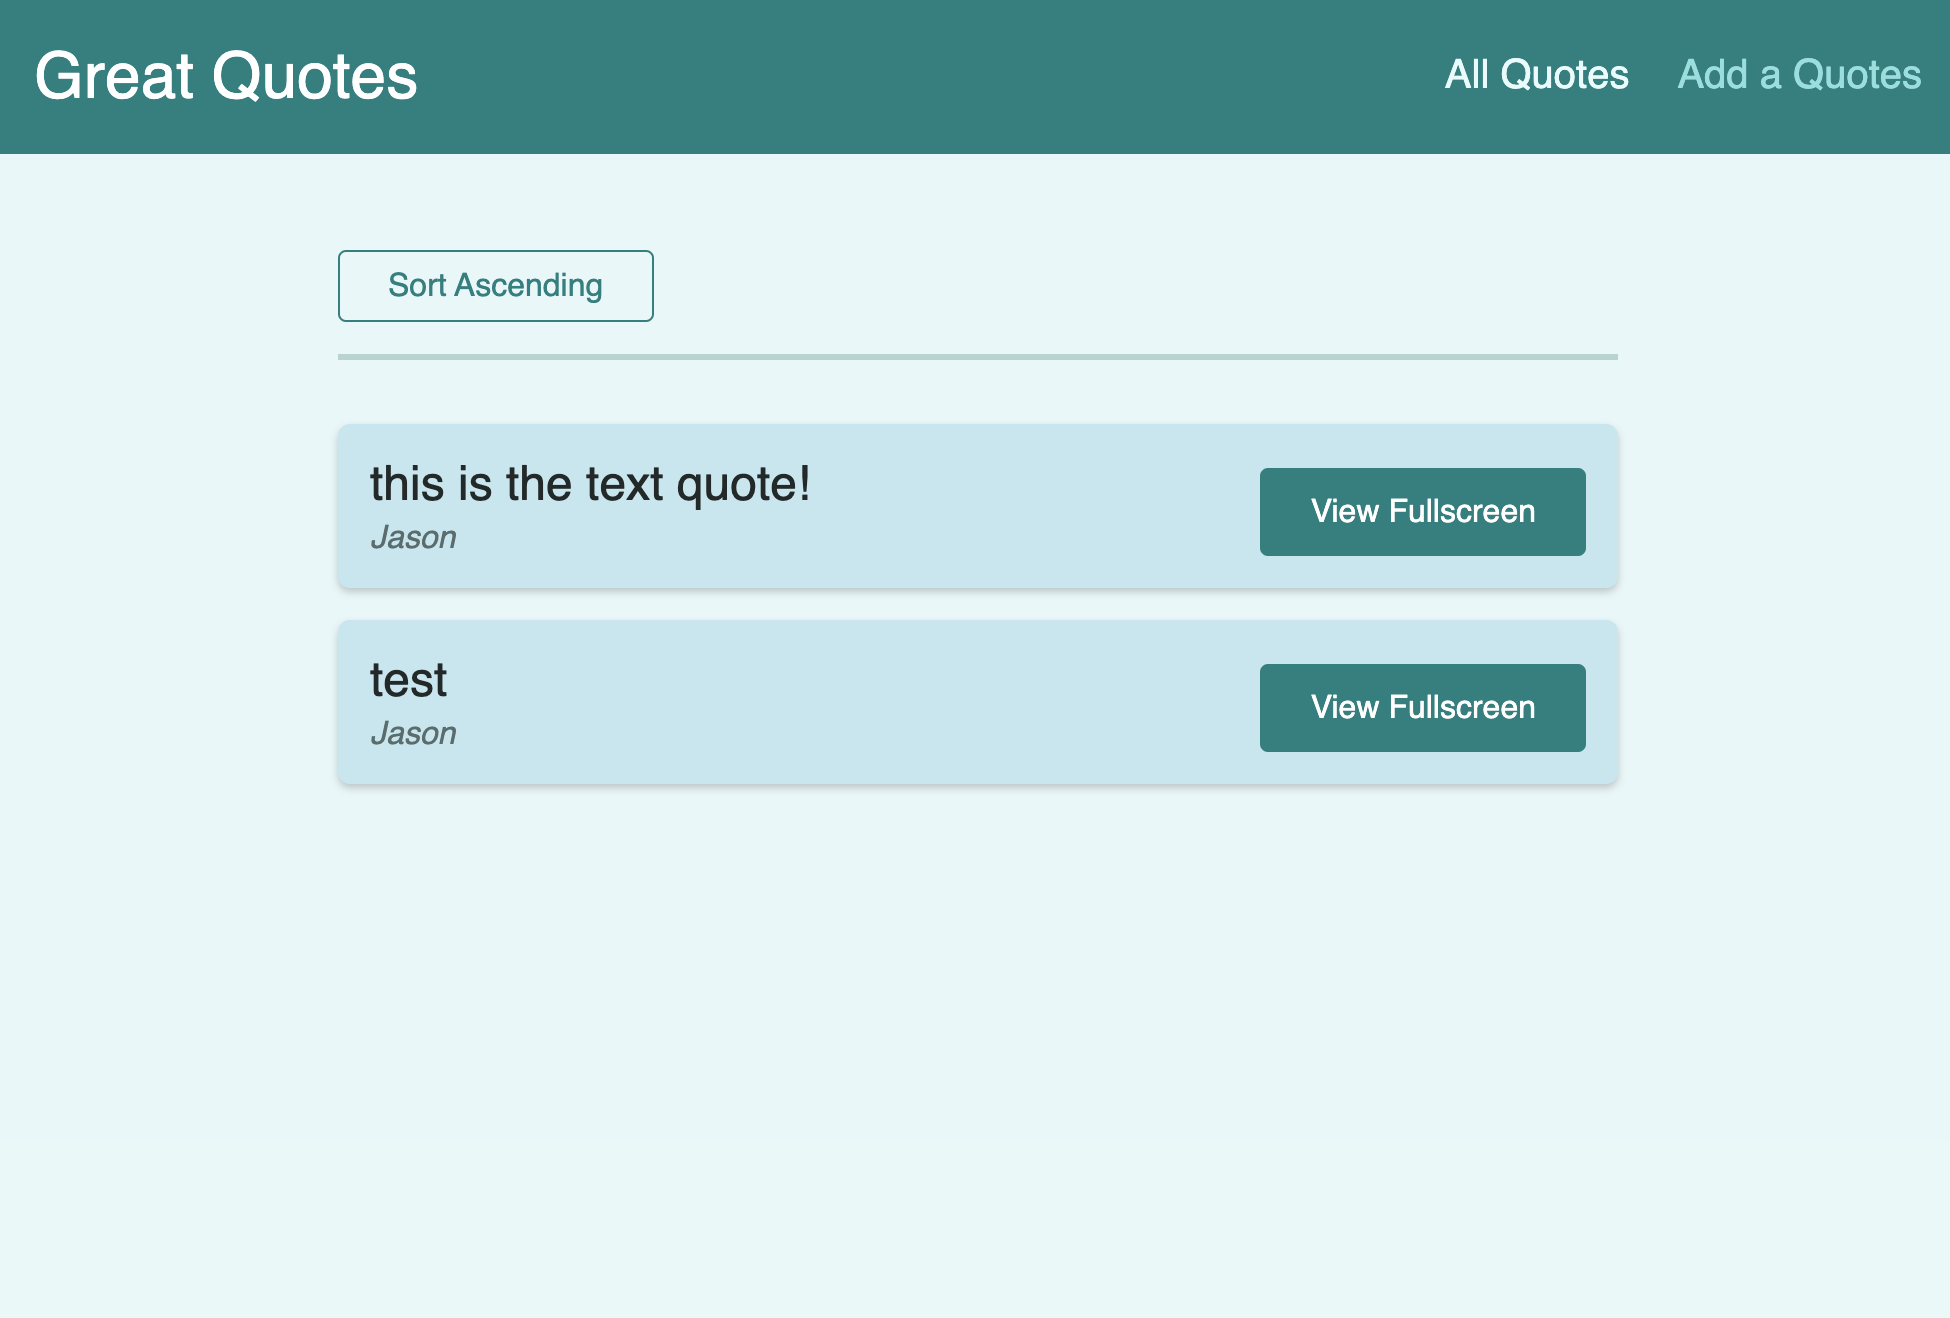 Great Quotes
All Quotes Add a Quotes
Sort Ascending
this is the text quote!
Jason
View Fullscreen
test
Jason
View Fullscreen